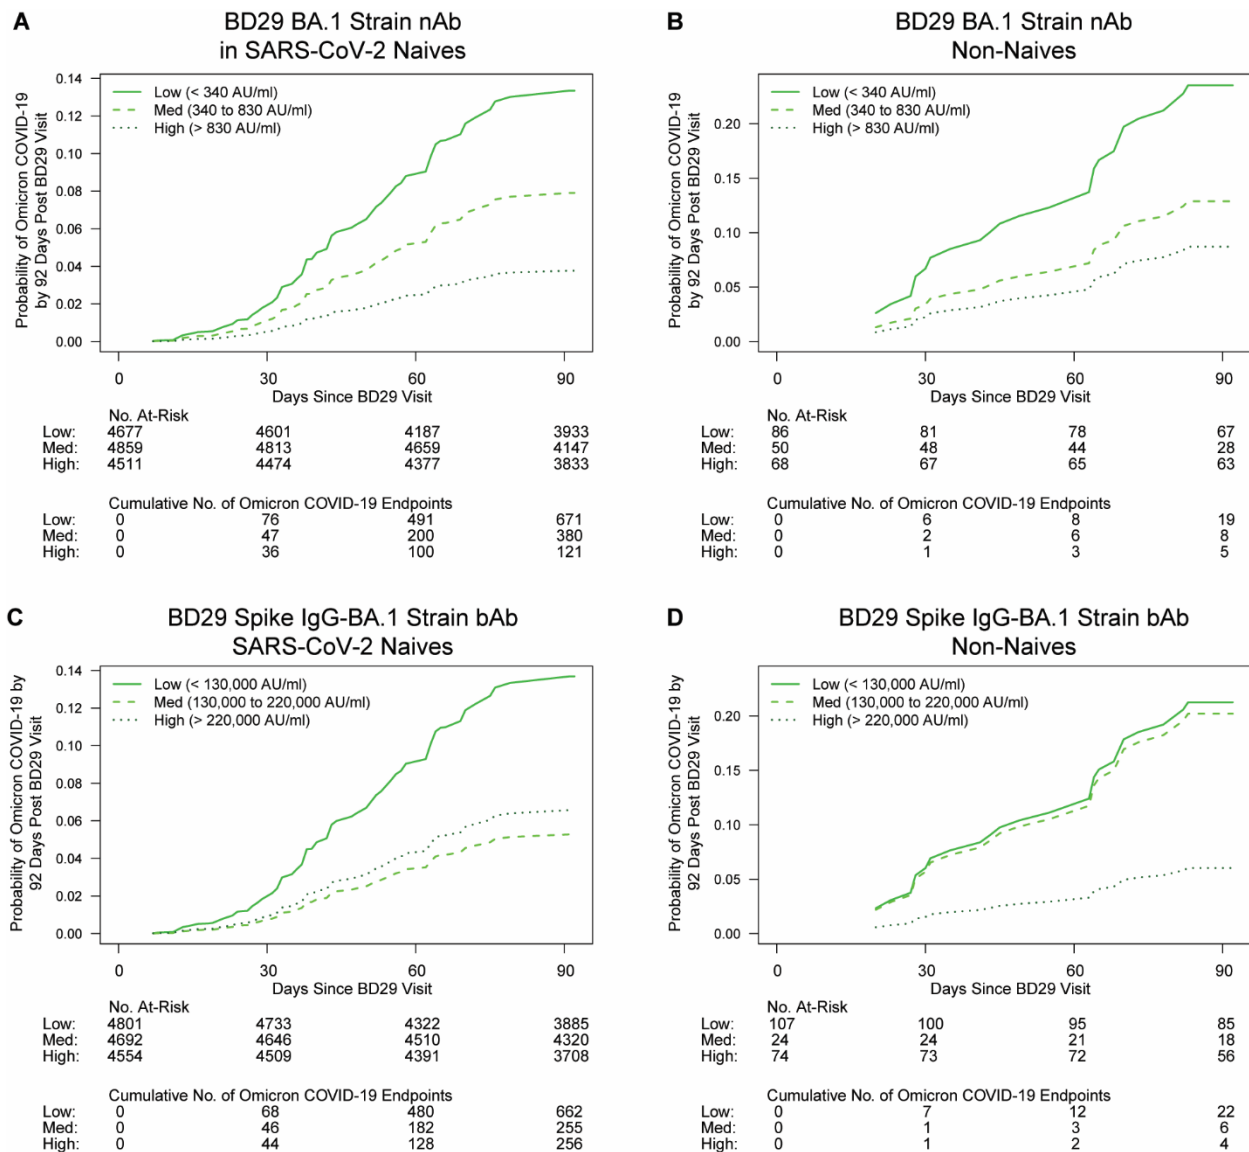 A
BD29 BA.1 Strain nAb
in SARS-CoV-2 Naives
Probability of Omicron COVID-19
by 92 Days Post BD29 Visit
0.14
0.12
0.10
0.08
0.06
0.04
0.02
0.00
Low (< 340 AU/ml)
Med (340 to 830 AU/ml)
High (> 830 AU/ml)
0 30 60 90
Days Since BD29 Visit
No. At-Risk
Low: 4677 4601 4187 3933
Med: 4859 4813 4659 4147
High: 4511 4474 4377 3833
Cumulative No. of Omicron COVID-19 Endpoints
Low: 0 76 491 671
Med: 0 47 200 380
High: 0 36 100 121
B
BD29 BA.1 Strain nAb
Non-Naives
Probability of Omicron COVID-19
by 92 Days Post BD29 Visit
0.20
0.15
0.10
0.05
0.00
Low (< 340 AU/ml)
Med (340 to 830 AU/ml)
High (> 830 AU/ml)
0 30 60 90
Days Since BD29 Visit
No. At-Risk
Low: 86 81 78 67
Med: 50 48 44 28
High: 68 67 65 63
Cumulative No. of Omicron COVID-19 Endpoints
Low: 0 6 8 19
Med: 0 2 6 8
High: 0 1 3 5
C
BD29 Spike IgG-BA.1 Strain bAb
SARS-CoV-2 Naives
Probability of Omicron COVID-19 by
92 Days Post BD29 Visit
0.14
0.12
0.10
0.08
0.06
0.04
0.02
0.00
Low (< 130,000 AU/ml)
Med (130,000 to 220,000 AU/ml)
High (> 220,000 AU/ml)
0 30 60 90
Days Since BD29 Visit
No. At-Risk
Low: 4801 4733 4322 3885
Med: 4692 4646 4510 4320
High: 4554 4509 4391 3708
Cumulative No. of Omicron COVID-19 Endpoints
Low: 0 68 480 662
Med: 0 46 182 255
High: 0 44 128 256
D
BD29 Spike IgG-BA.1 Strain bAb
Non-Naives
Probability of Omicron COVID-19 by
92 Days Post BD29 Visit
0.20
0.15
0.10
0.05
0.00
Low (< 130,000 AU/ml)
Med (130,000 to 220,000 AU/ml)
High (> 220,000 AU/ml)
0 30 60 90
Days Since BD29 Visit
No. At-Risk
Low: 107 100 95 85
Med: 24 24 21 18
High: 74 73 72 56
Cumulative No. of Omicron COVID-19 Endpoints
Low: 0 7 12 22
Med: 0 1 3 6
High: 0 1 2 4